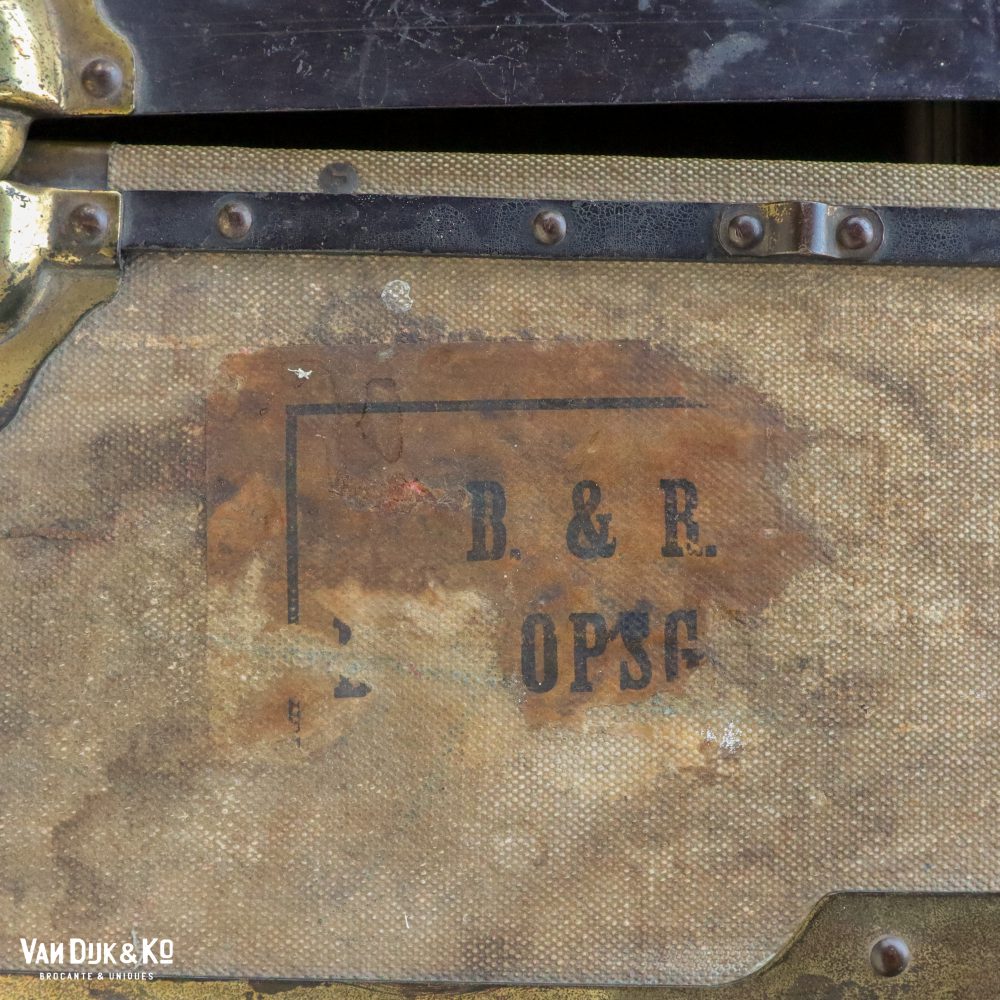 B. & R.
OPSG
VAN DIJK & KO
BROCANTE & UNIQUES